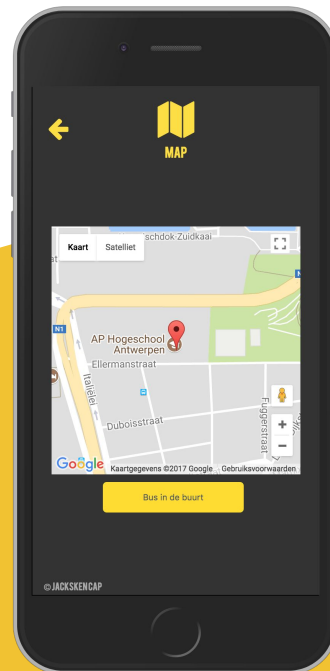 MAP
Kaart
Satelliet
schdok-Zuidkaai
N1
AP Hogeschool
Antwerpen
Ellermanstraat
Italiëlei
Duboisstraat
Fuggerstraat
Google
Kaartgegevens ©2017 Google
Gebruiksvoorwaarden
Bus in de buurt
© JACKSKENCAP